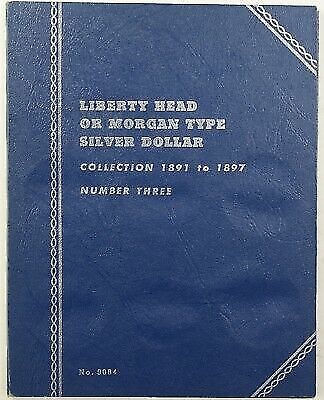 LIBERTY HEAD
OR MORGAN TYPE
SILVER DOLLAR
COLLECTION 1891 to 1897
NUMBER THREE
No. 9084